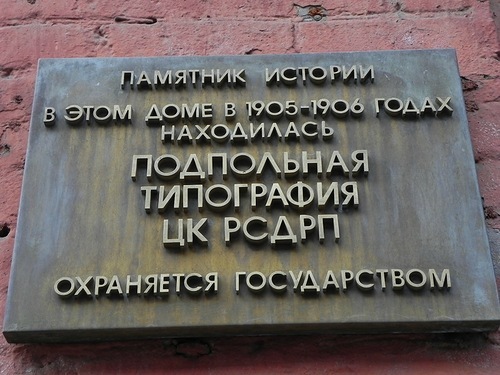 ПАМЯТНИК ИСТОРИИ
В ЭТОМ ДОМЕ В 1905-1906 ГОДАХ
НАХОДИЛАСЬ
ПОДПОЛЬНАЯ
ТИПОГРАФИЯ
ЦК РСДРП
ОХРАНЯЕТСЯ ГОСУДАРСТВОМ